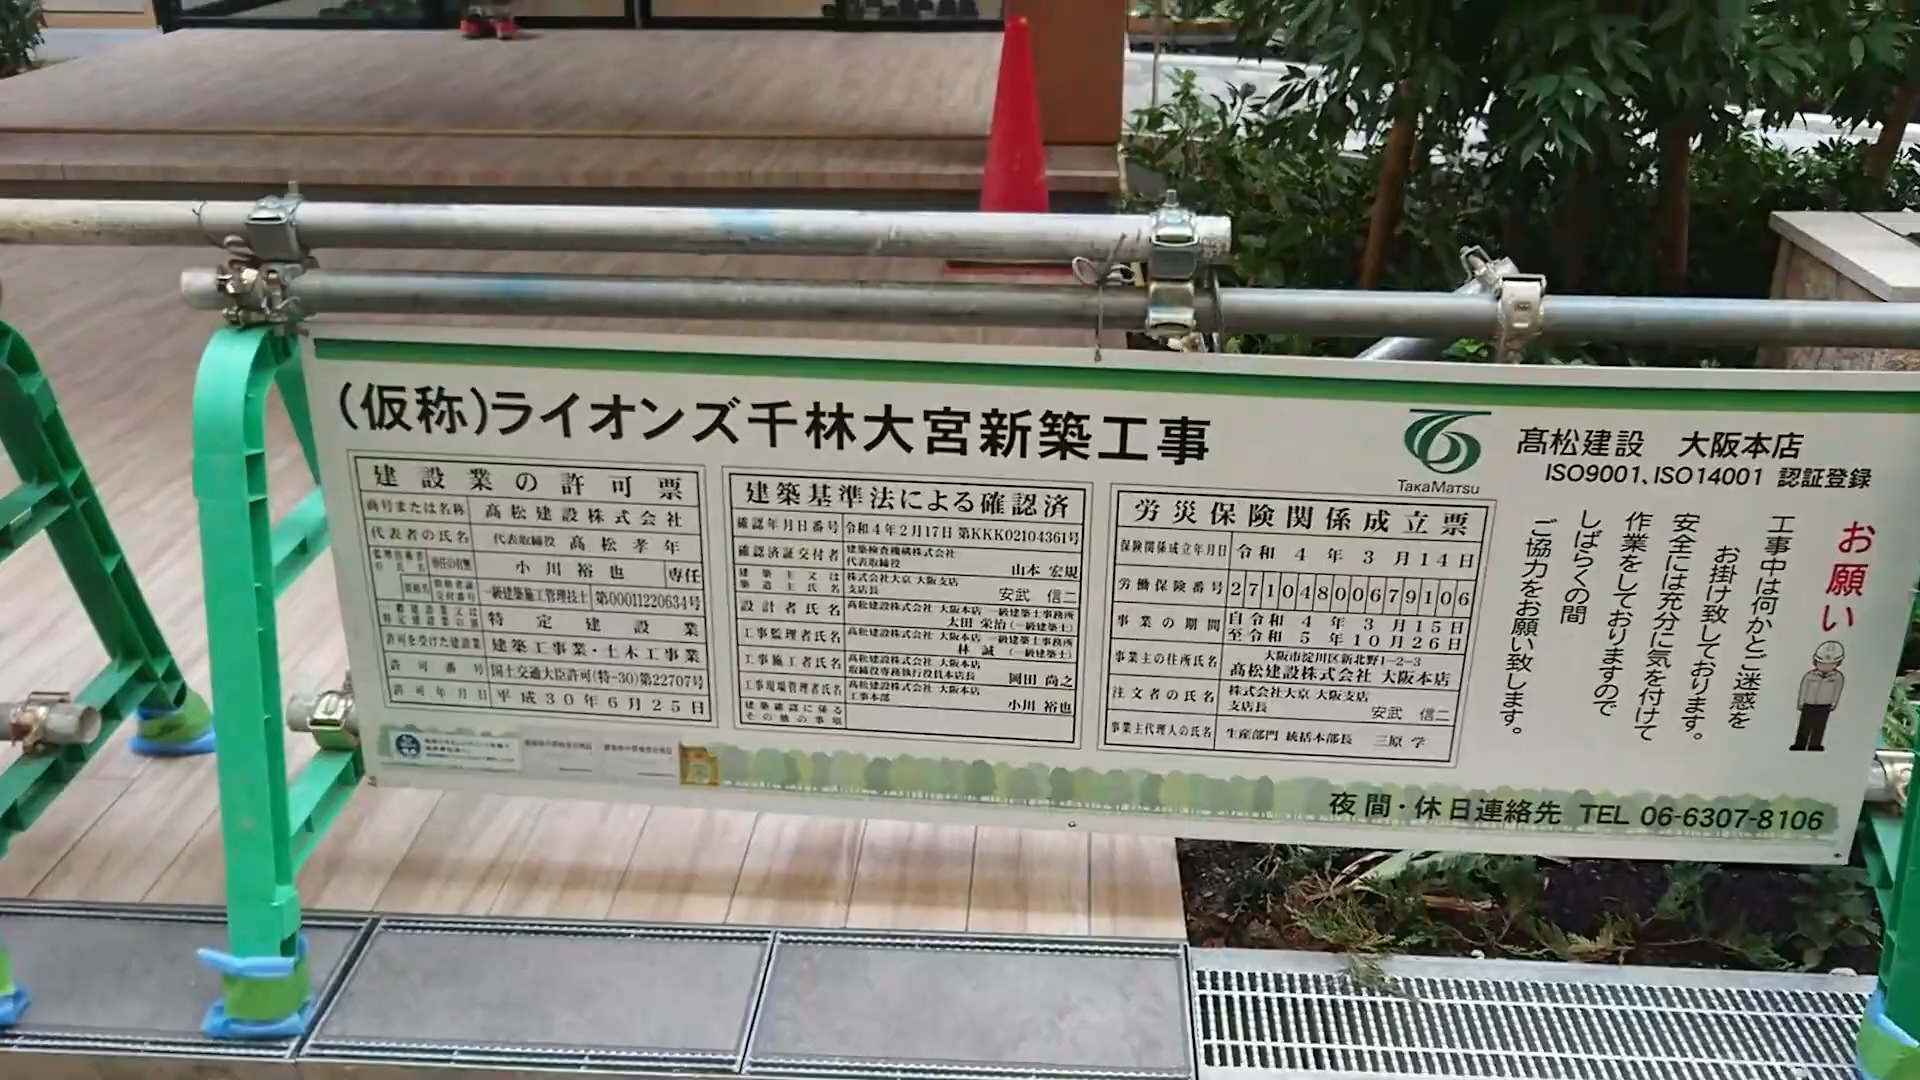 (仮称)ライオンズ千林大宮新築工事
TAKAMATSU
髙松建設 大阪本店
ISO9001、ISO14001 認証登録
建設業の許可票
商号または名称 髙松建設株式会社
代表者の氏名 代表取締役 髙松孝年
専任の有無 小川裕也 専任
資格名 資格者証交付番号 一級建築施工管理技士 第00011220634号
一般建設業又は特定建設業の別 特定建設業
許可を受けた建設業 建築工事業・土木工事業
許可番号 国土交通大臣許可(特-30)第22707号
許可年月日 平成30年6月25日
建築基準法による確認済
確認年月日番号 令和4年2月17日 第KKK02104361号
確認済証交付者 建築検査機構株式会社 代表取締役 山本 宏規
建築主又は築造主氏名 株式会社大京 大阪支店 支店長 安武 信二
設計者氏名 髙松建設株式会社 大阪本店 一級建築士事務所 太田 栄治(一級建築士)
工事監理者氏名 髙松建設株式会社 大阪本店 一級建築士事務所 林 誠 (一級建築士)
工事施工者氏名 髙松建設株式会社 大阪本店 取締役専務執行役員本店長 岡田 尚之
工事現場管理者氏名 髙松建設株式会社 大阪本店 工事本部 小川 裕也
建築確認に係るその他の事項
労災保険関係成立票
保険関係成立年月日 令和4年3月14日
労働保険番号 27104800679106
事業の期間 自令和4年3月15日 至令和5年10月26日
事業主の住所氏名 大阪市淀川区新北野1-2-3 髙松建設株式会社 大阪本店
注文者の氏名 株式会社大京 大阪支店 支店長 安武 信二
事業主代理人の氏名 生産部門 統括本部長 三原 学
お願い
工事中は何かとご迷惑を
お掛け致しております。
安全には充分に気を付けて
作業をしておりますので
しばらくの間
ご協力をお願い致します。
夜間・休日連絡先 TEL 06-6307-8106